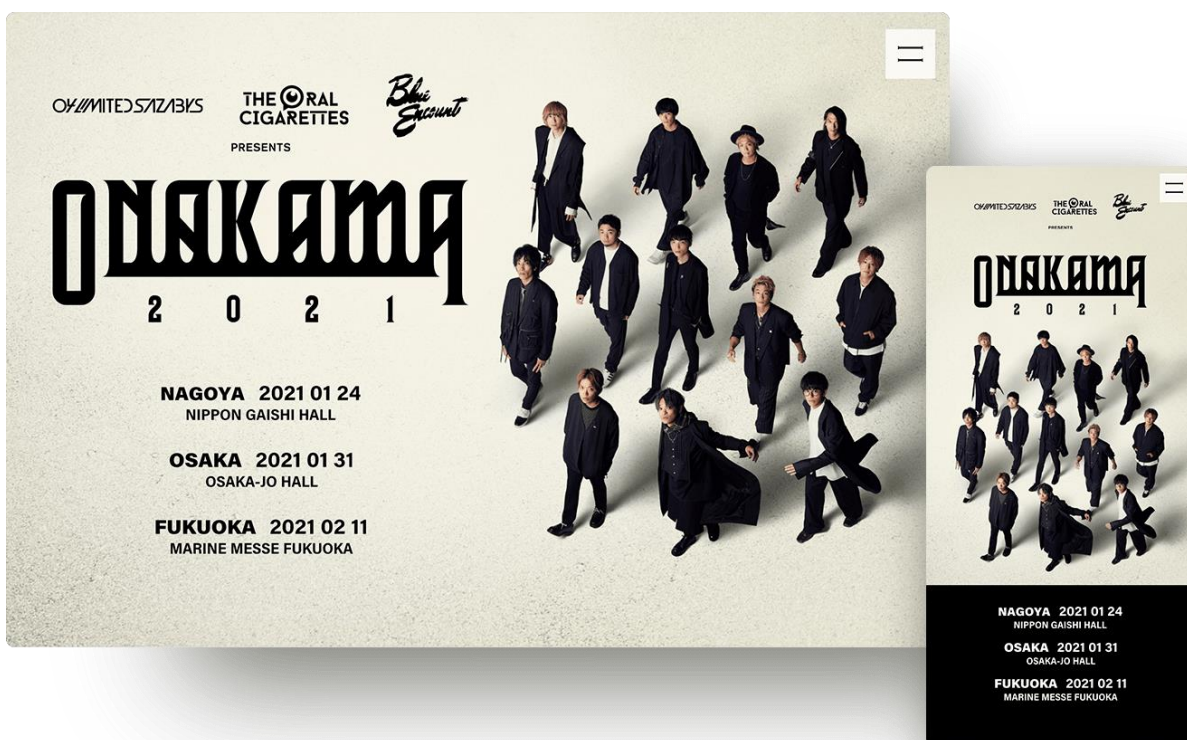 04 LIMITED SAZABYS
THE ORAL
CIGARETTES
Blue
Encount
PRESENTS
ONAKAMA
2 0 2 1
NAGOYA 2021 01 24
NIPPON GAISHI HALL
OSAKA 2021 01 31
OSAKA-JO HALL
FUKUOKA 2021 02 11
MARINE MESSE FUKUOKA
04 LIMITED SAZABYS
THE ORAL
CIGARETTES
Blue
Encount
PRESENTS
ONAKAMA
2 0 2 1
NAGOYA 2021 01 24
NIPPON GAISHI HALL
OSAKA 2021 01 31
OSAKA-JO HALL
FUKUOKA 2021 02 11
MARINE MESSE FUKUOKA